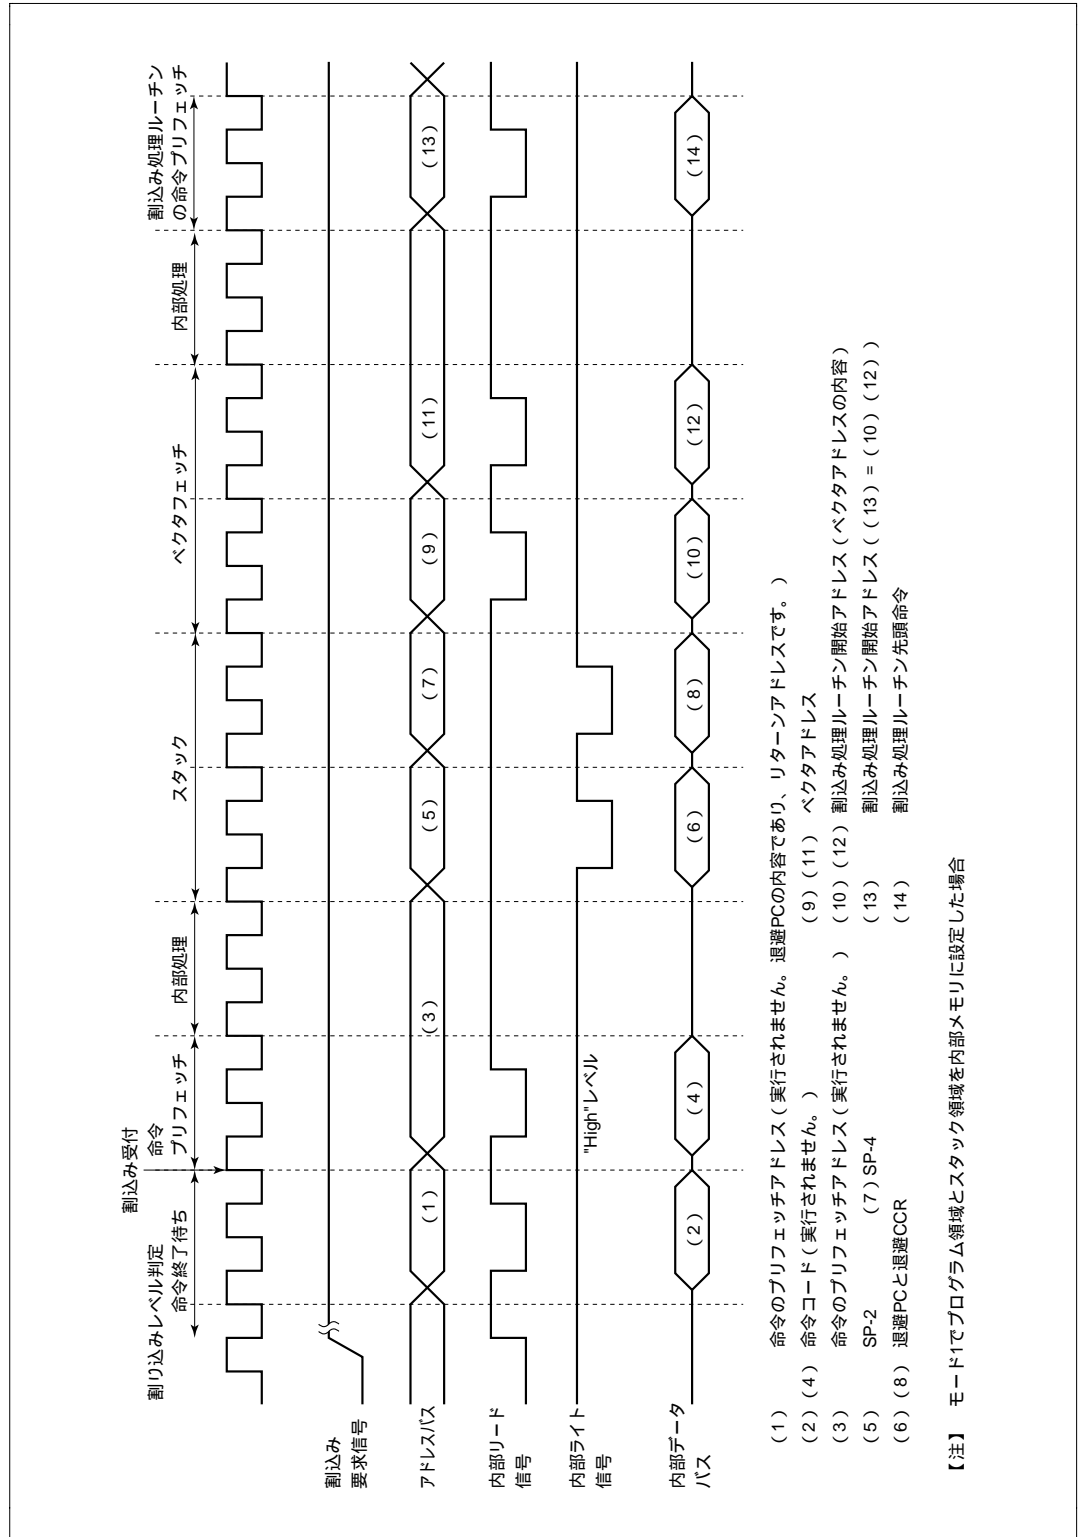 割込み受付
割り込みレベル判定
命令終了待ち
命令
プリフェッチ
内部処理
スタック
ベクタフェッチ
内部処理
割込み処理ルーチン
の命令プリフェッチ
割込み
要求信号
アドレスバス
(1)
(3)
(5)
(7)
(9)
(11)
(13)
内部リード
信号
内部ライト
信号
"High"レベル
内部データ
バス
(2)
(4)
(6)
(8)
(10)
(12)
(14)
(1) 命令のプリフェッチアドレス(実行されません。退避PCの内容であり、リターンアドレスです。)
(2)(4) 命令コード(実行されません。)
(3) 命令のプリフェッチアドレス(実行されません。)
(5) SP-2 (7)SP-4
(6)(8) 退避PCと退避CCR
(9)(11) ベクタアドレス
(10)(12) 割込み処理ルーチン開始アドレス(ベクタアドレスの内容)
(13) 割込み処理ルーチン開始アドレス((13)=(10)(12))
(14) 割込み処理ルーチン先頭命令
【注】 モード1でプログラム領域とスタック領域を内部メモリに設定した場合